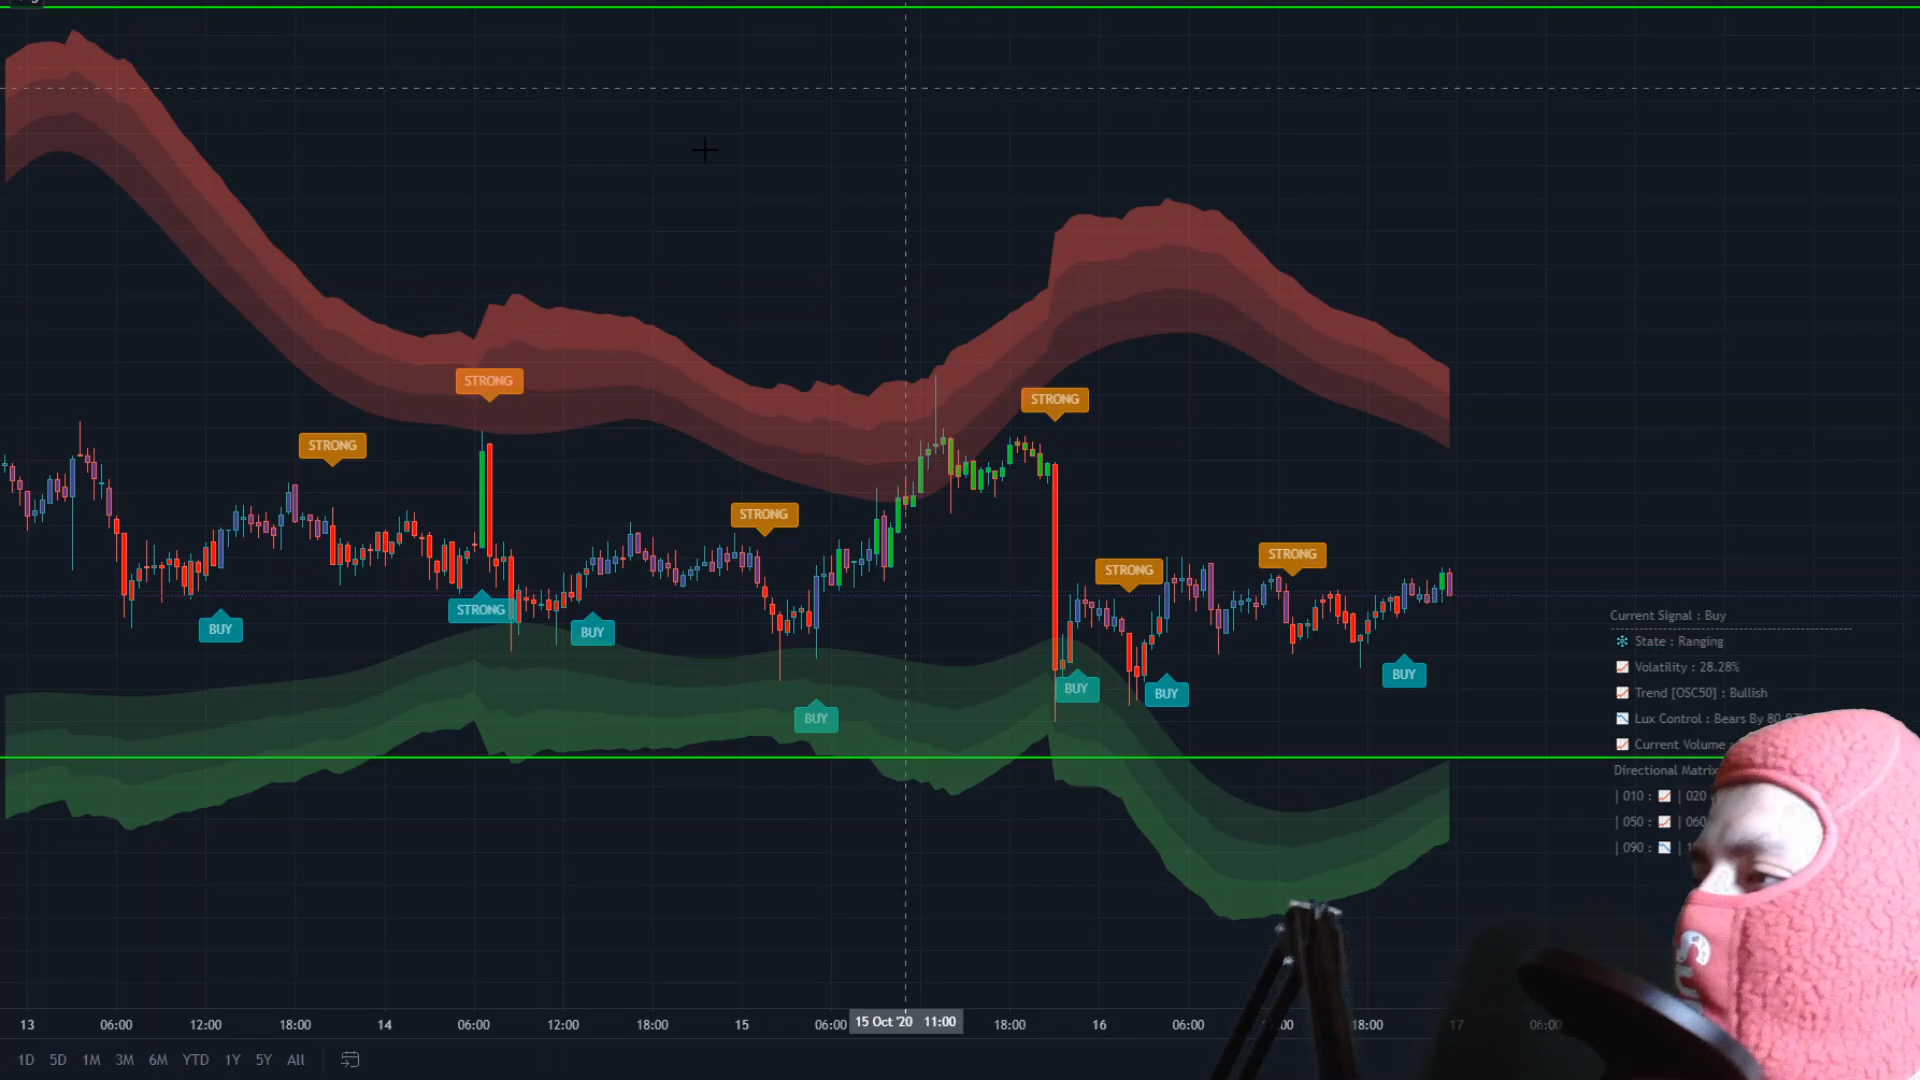 STRONG
STRONG
STRONG
STRONG
STRONG
STRONG
STRONG
BUY
BUY
BUY
BUY
BUY
BUY
Current Signal : Buy
State : Ranging
Volatility : 28.28%
Trend [OSC50] : Bullish
Lux Control : Bears By
Current Volume
Directional Matrix
| 010 : | 020
| 050 : | 060
| 090 : |
13 06:00 12:00 18:00 14 06:00 12:00 18:00 15 06:00 15 Oct '20 11:00 18:00 16 06:00 18:00 17 06:00
1D 5D 1M 3M 6M YTD 1Y 5Y All